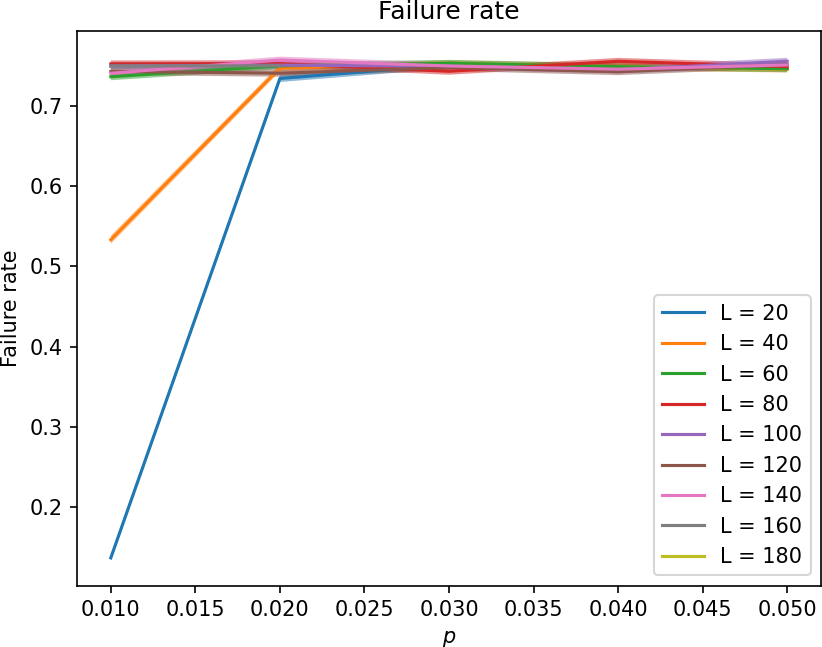 Failure rate
Failure rate
0.7
0.6
0.5
0.4
0.3
0.2
L = 20
L = 40
L = 60
L = 80
L = 100
L = 120
L = 140
L = 160
L = 180
0.010 0.015 0.020 0.025 0.030 0.035 0.040 0.045 0.050
p